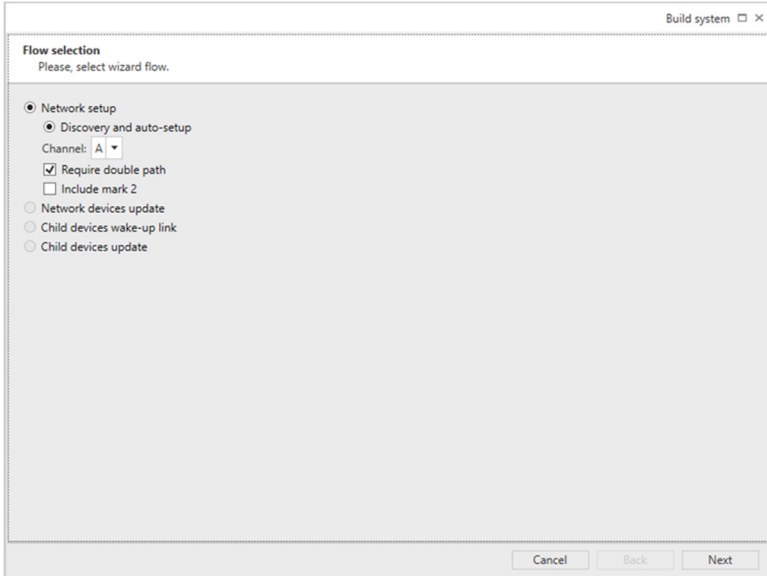 Build system
Flow selection
Please, select wizard flow.
Network setup
Discovery and auto-setup
Channel: A
Require double path
Include mark 2
Network devices update
Child devices wake-up link
Child devices update
Cancel Back Next